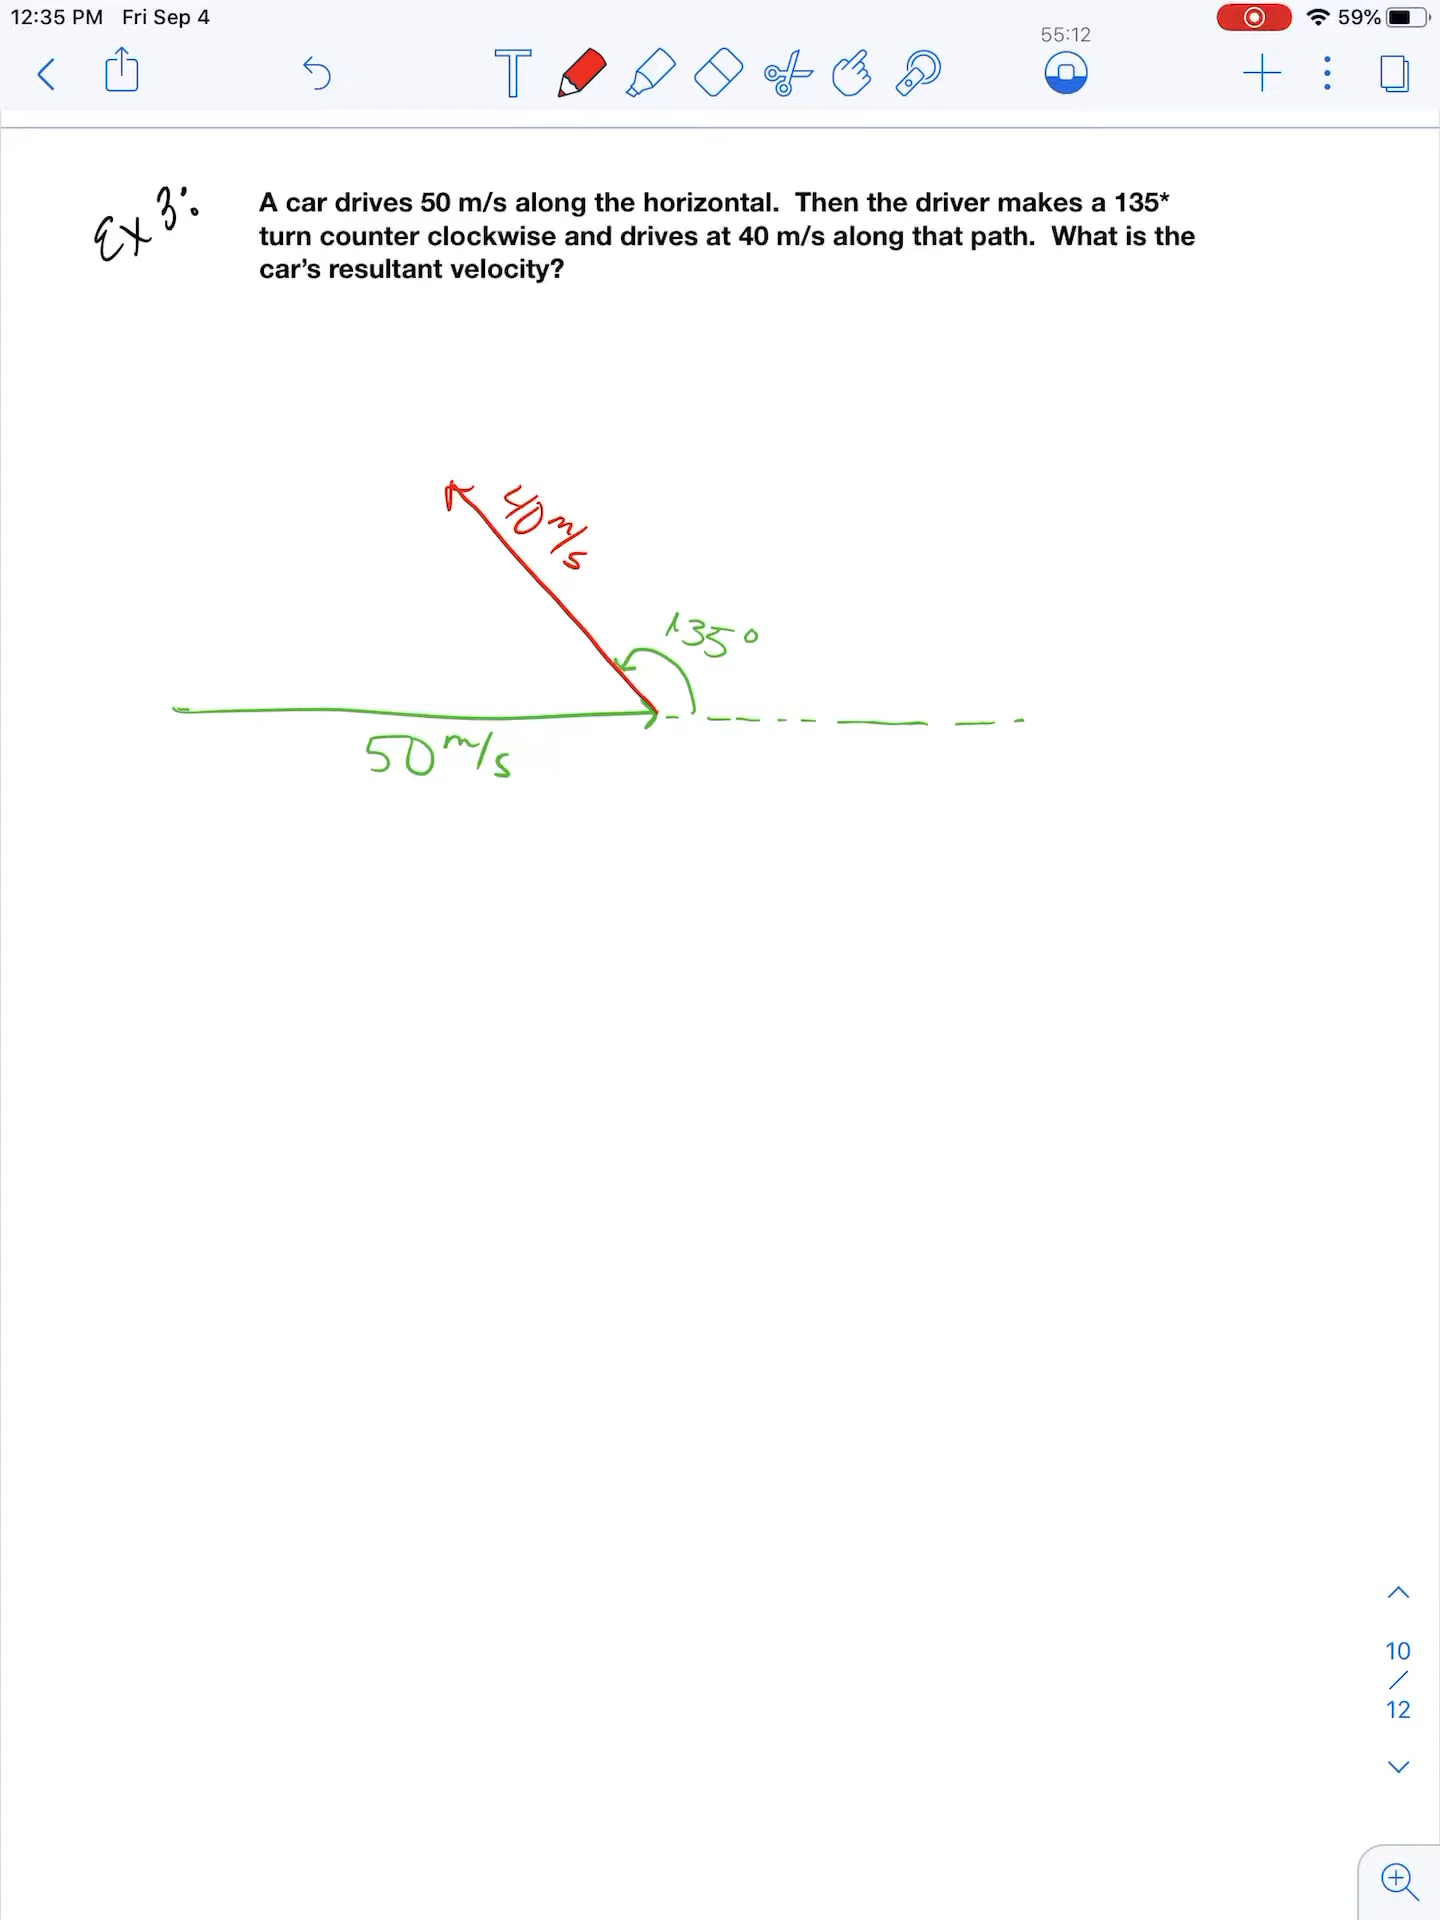 12:35 PM Fri Sep 4
59%
55:12
T
Ex 3:
A car drives 50 m/s along the horizontal. Then the driver makes a 135*
turn counter clockwise and drives at 40 m/s along that path. What is the
car's resultant velocity?
40 m/s
135°
50 m/s
10
/
12